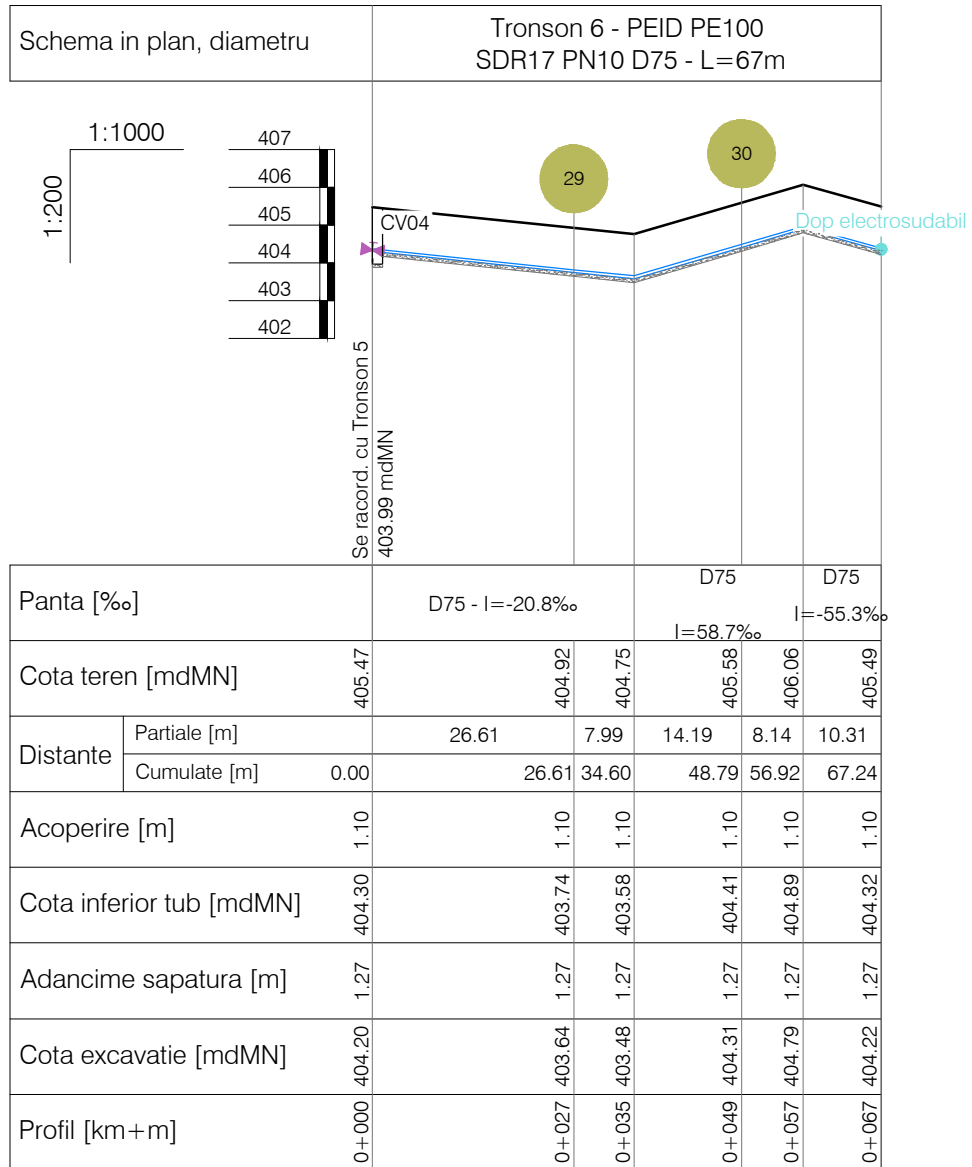 Schema in plan, diametru
Tronson 6 - PEID PE100
SDR17 PN10 D75 - L=67m
1:1000
1:200
407
406
405
404
403
402
29
30
CV04
Dop electrosudabil
Se racord. cu Tronson 5
403.99 mdMN
Panta [‰]
D75 - I=-20.8‰
D75
I=58.7‰
D75
I=-55.3‰
Cota teren [mdMN]
405.47 404.92 404.75 405.58 406.06 405.49
Distante
Partiale [m]
26.61 7.99 14.19 8.14 10.31
Cumulate [m]
0.00 26.61 34.60 48.79 56.92 67.24
Acoperire [m]
1.10 1.10 1.10 1.10 1.10 1.10
Cota inferior tub [mdMN]
404.30 403.74 403.58 404.41 404.89 404.32
Adancime sapatura [m]
1.27 1.27 1.27 1.27 1.27 1.27
Cota excavatie [mdMN]
404.20 403.64 403.48 404.31 404.79 404.22
Profil [km+m]
0+000 0+027 0+035 0+049 0+057 0+067